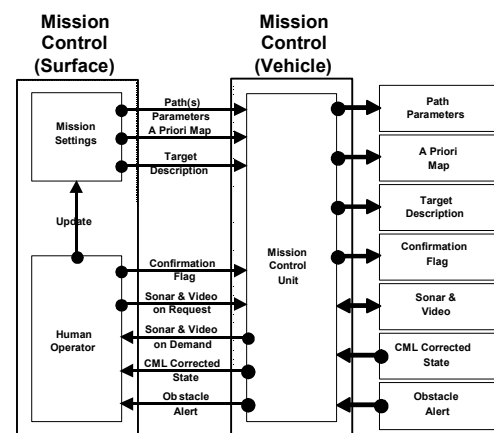 Mission
Control
(Surface)
Mission
Control
(Vehicle)
Mission
Settings
Update
Human
Operator
Path(s)
Parameters
A Priori Map
Target
Description
Confirmation
Flag
Sonar & Video
on Request
Sonar & Video
on Demand
CML Corrected
State
Obstacle
Alert
Mission
Control
Unit
Path
Parameters
A Priori
Map
Target
Description
Confirmation
Flag
Sonar &
Video
CML Corrected
State
Obstacle
Alert